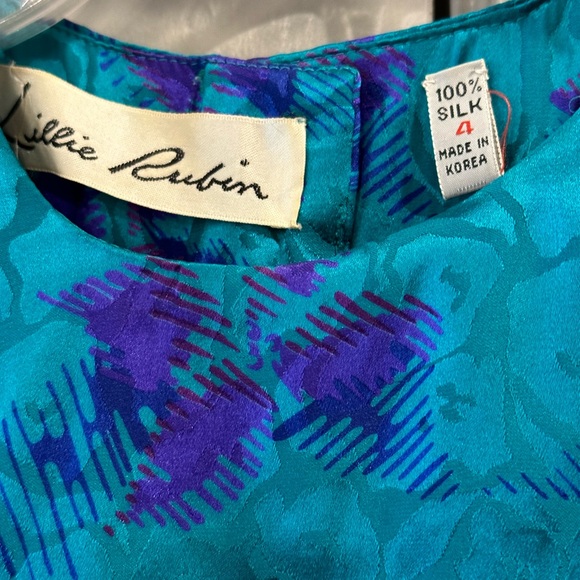 Lillie Rubin
100%
SILK
4
MADE IN
KOREA